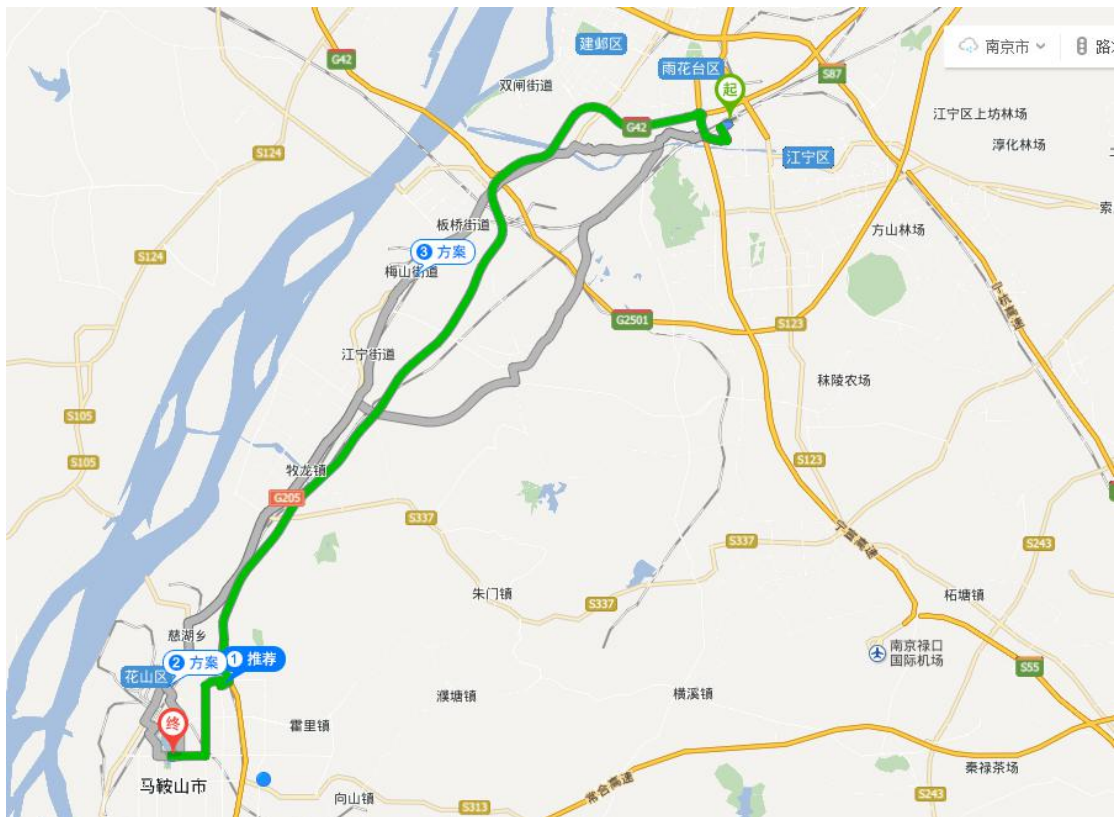 建邺区
南京市
路
G42
雨花台区
双闸街道
起
S87
江宁区上坊林场
S124
G42
淳化林场
江宁区
索
板桥街道
方山林场
3 方案
S124
梅山街道
宁杭高速
G2501
S123
江宁街道
秣陵农场
S105
S105
牧龙镇
S123
G205
S337
宁宣高速
S337
S243
朱门镇
S337
柘塘镇
慈湖乡
南京禄口
国际机场
2 方案
1 推荐
S55
花山区
濮塘镇
横溪镇
终
霍里镇
秦禄茶场
马鞍山市
常合高速
向山镇
S313
S243